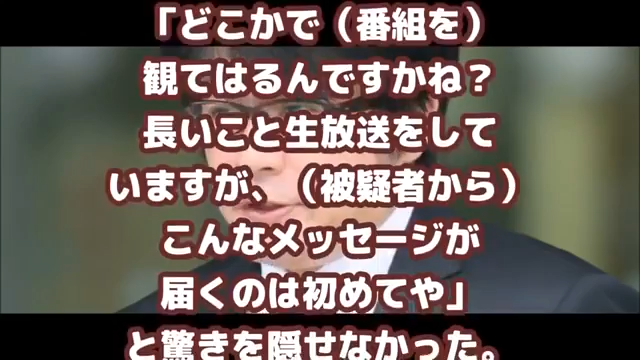 「どこかで（番組を）
観てはるんですかね？
長いこと生放送をして
いますが、（被疑者から）
こんなメッセージが
届くのは初めてや」
と驚きを隠せなかった。